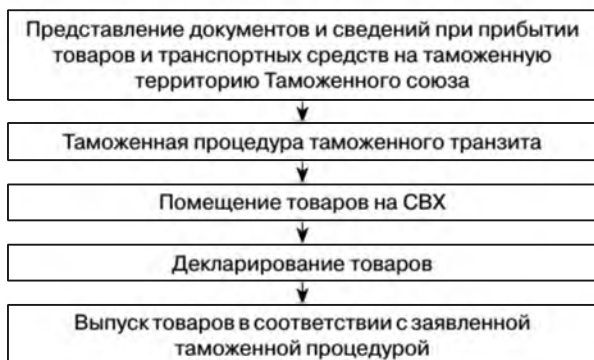 Представление документов и сведений при прибытии
товаров и транспортных средств на таможенную
территорию Таможенного союза
Таможенная процедура таможенного транзита
Помещение товаров на СВХ
Декларирование товаров
Выпуск товаров в соответствии с заявленной
таможенной процедурой